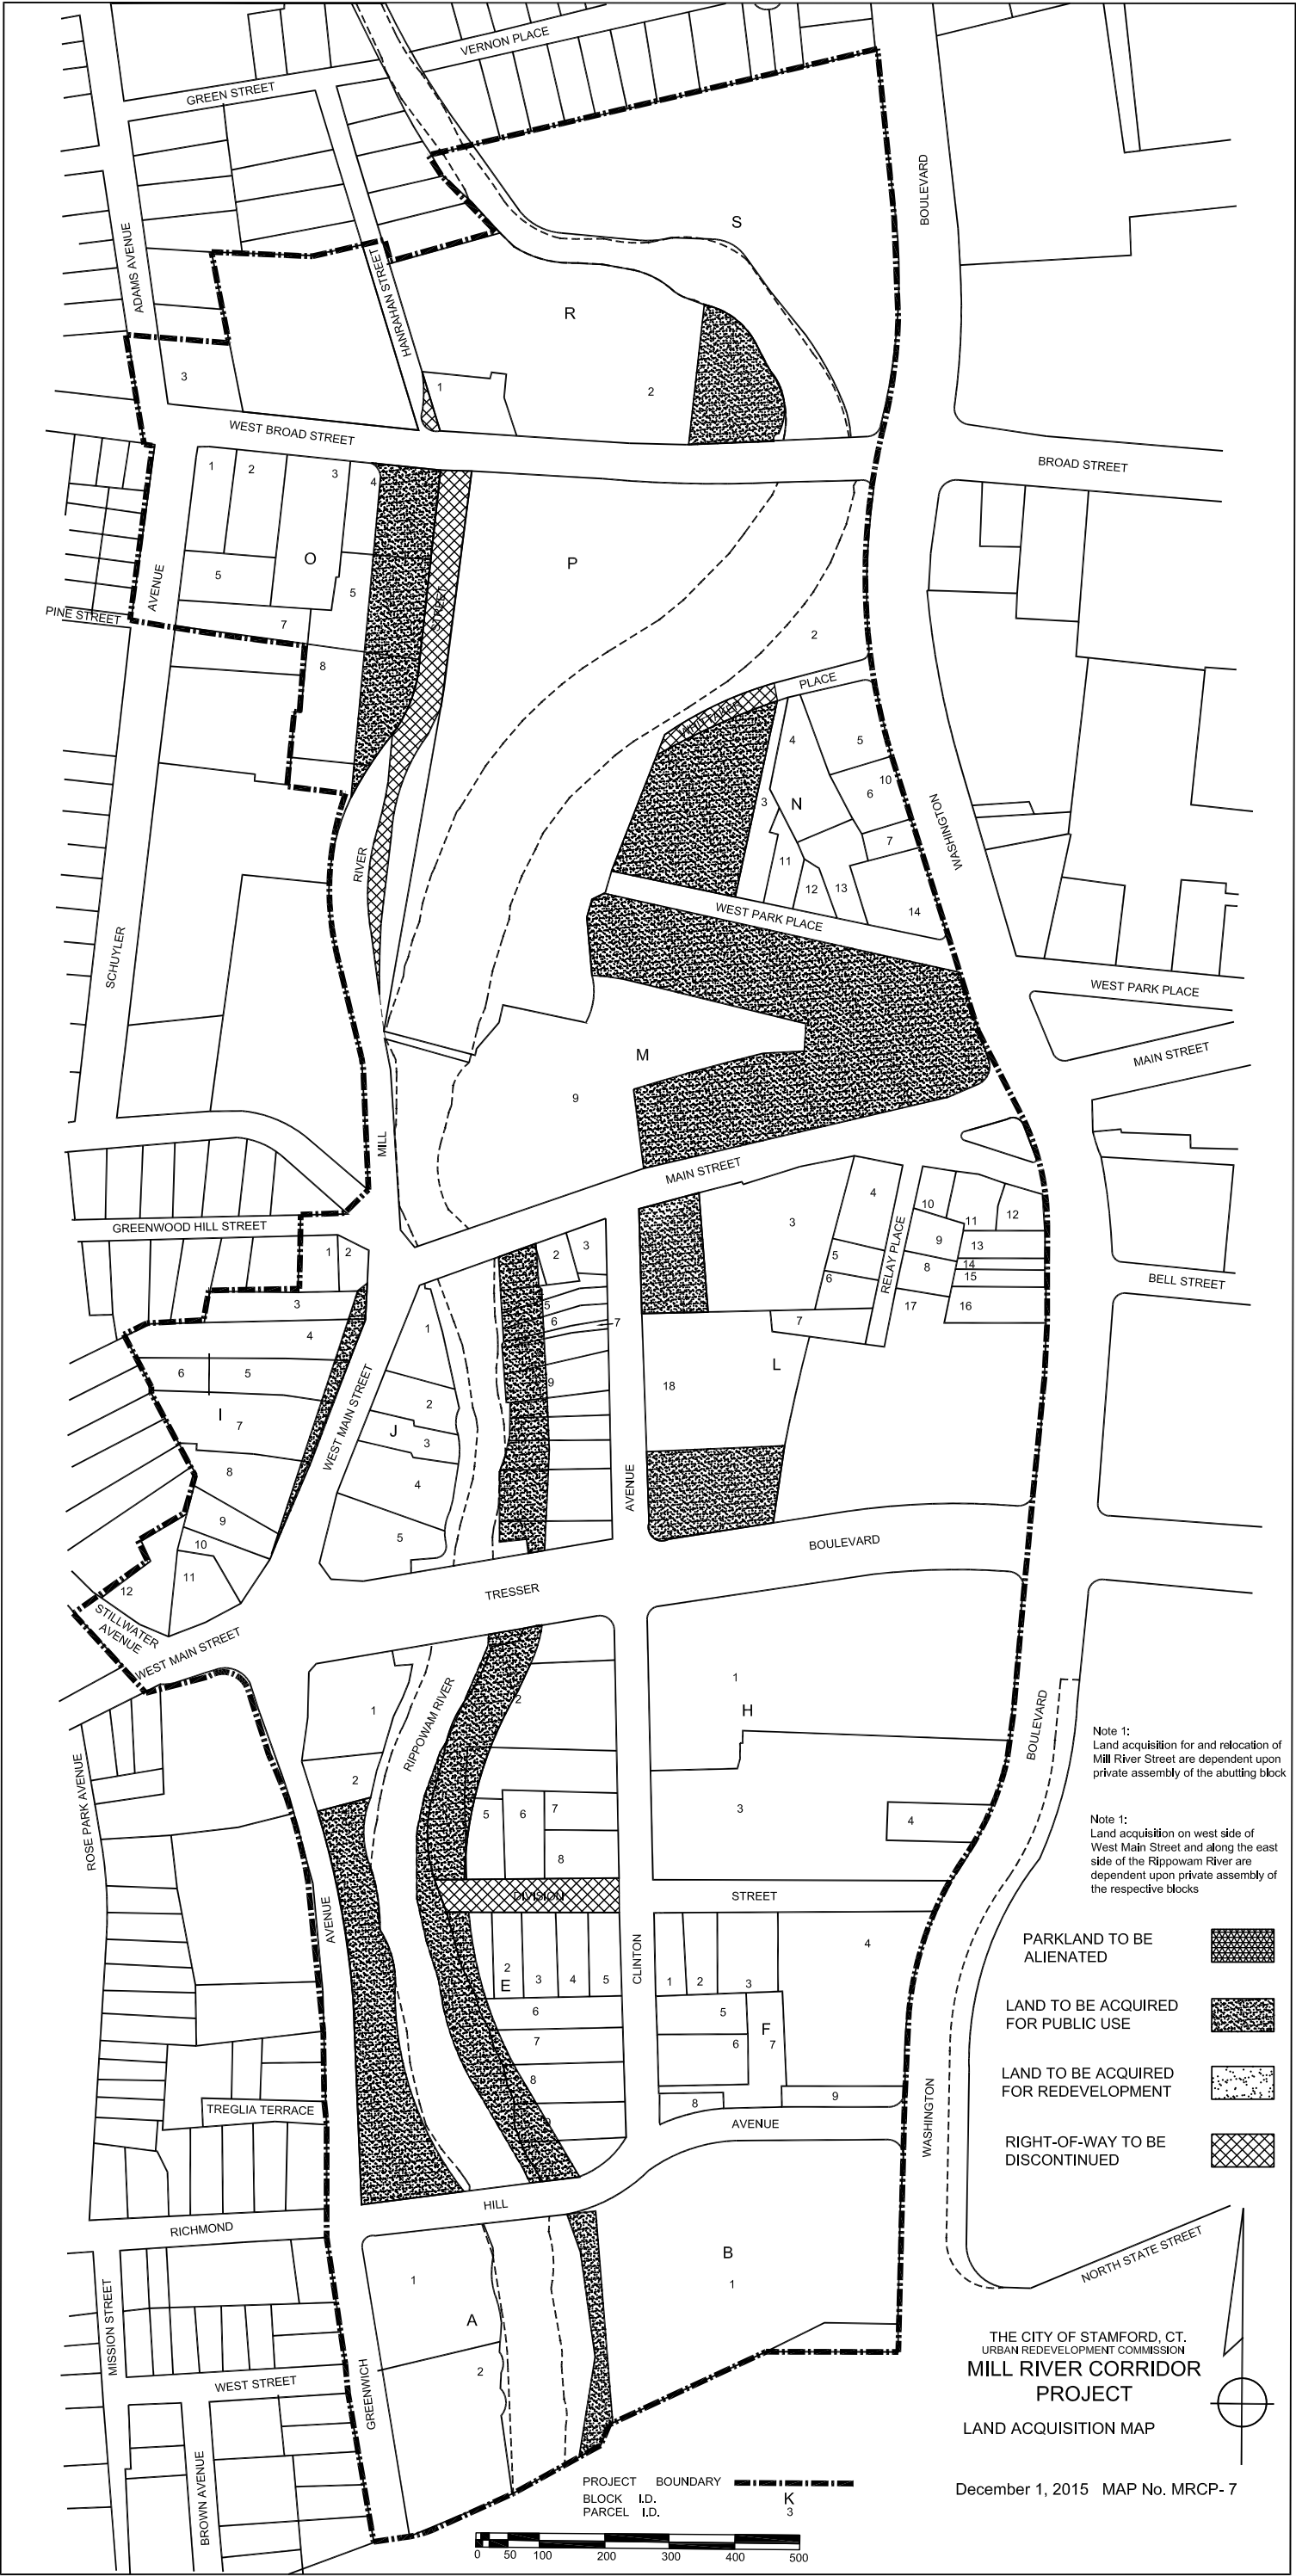 VERNON PLACE
GREEN STREET
BOULEVARD
S
ADAMS AVENUE
HANRAHAN STREET
R
3
1
2
WEST BROAD STREET
BROAD STREET
1
2
3
4
O
P
5
5
AVENUE
PINE STREET
7
2
8
PLACE
4
5
10
6
3
N
WASHINGTON
7
RIVER
11
12
13
14
WEST PARK PLACE
SCHUYLER
WEST PARK PLACE
M
MAIN STREET
9
MILL
MAIN STREET
GREENWOOD HILL STREET
1
2
3
4
5
6
7
8
9
10
11
12
I
WEST MAIN STREET
1
2
J
3
4
5
2
3
5
6
7
9
AVENUE
3
4
5
6
7
RELAY PLACE
10
11
12
9
13
8
14
15
17
16
L
18
BELL STREET
BOULEVARD
TRESSER
STILLWATER
AVENUE
WEST MAIN STREET
RIPPOWAM RIVER
1
2
2
1
H
BOULEVARD
3
4
ROSE PARK AVENUE
5
6
7
8
DIVISION
STREET
AVENUE
CLINTON
2
E
3
4
5
6
7
8
9
1
2
3
4
5
F
6
7
8
9
AVENUE
WASHINGTON
TREGLIA TERRACE
HILL
RICHMOND
B
1
1
A
2
MISSION STREET
WEST STREET
GREENWICH
BROWN AVENUE
NORTH STATE STREET
Note 1:
Land acquisition for and relocation of
Mill River Street are dependent upon
private assembly of the abutting block
Note 1:
Land acquisition on west side of
West Main Street and along the east
side of the Rippowam River are
dependent upon private assembly of
the respective blocks
PARKLAND TO BE
ALIENATED
LAND TO BE ACQUIRED
FOR PUBLIC USE
LAND TO BE ACQUIRED
FOR REDEVELOPMENT
RIGHT-OF-WAY TO BE
DISCONTINUED
THE CITY OF STAMFORD, CT.
URBAN REDEVELOPMENT COMMISSION
MILL RIVER CORRIDOR
PROJECT
LAND ACQUISITION MAP
December 1, 2015 MAP No. MRCP- 7
PROJECT BOUNDARY
BLOCK I.D. K
PARCEL I.D. 3
0 50 100 200 300 400 500